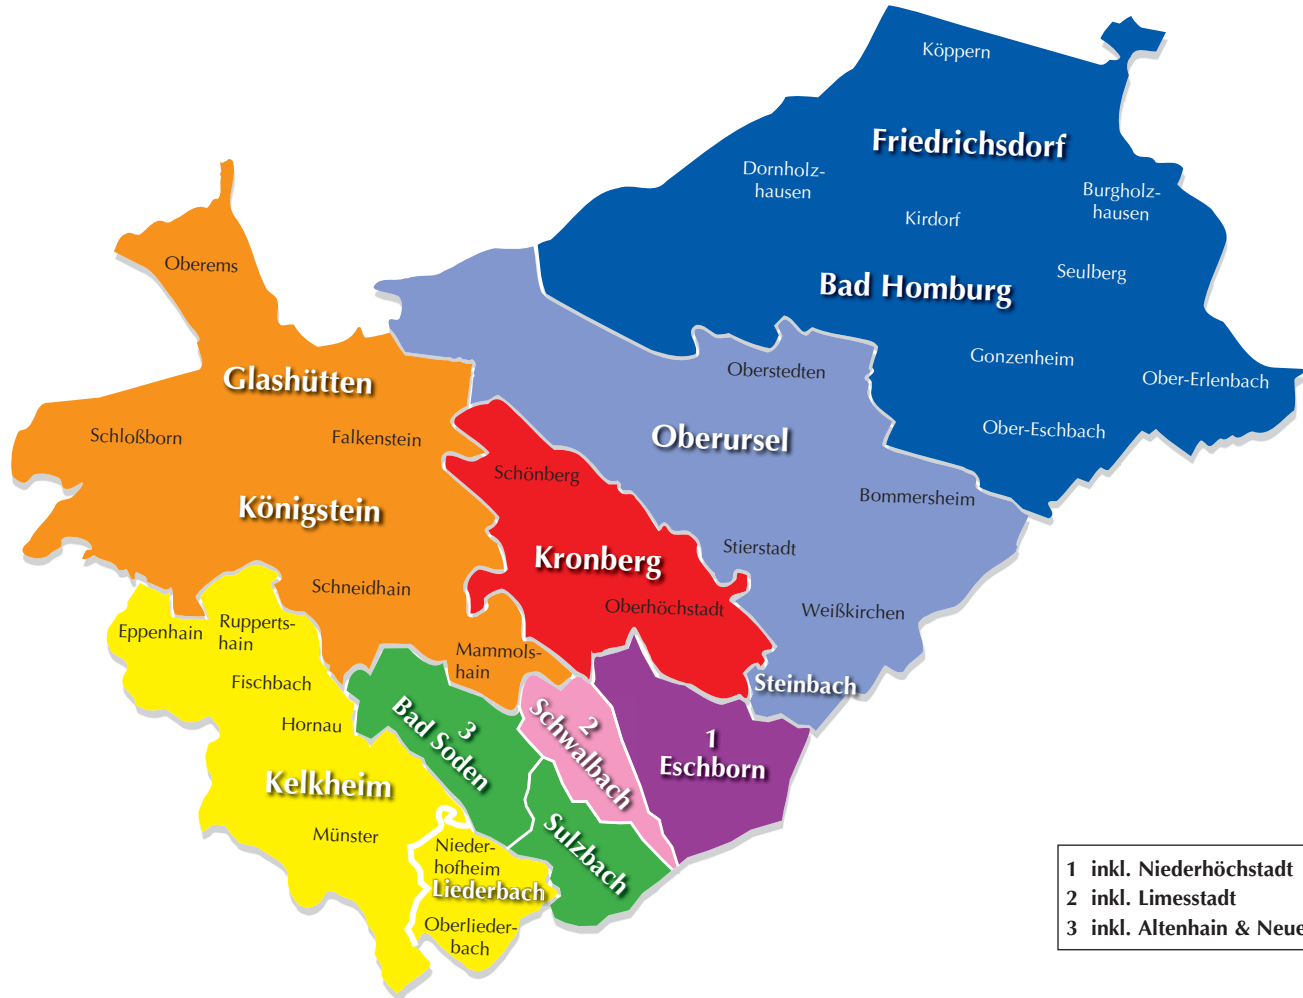 Köppern
Friedrichsdorf
Dornholz-
hausen
Burgholz-
hausen
Kirdorf
Oberems
Seulberg
Bad Homburg
Gonzenheim
Oberstedten
Ober-Erlenbach
Glashütten
Schloßborn
Falkenstein
Oberursel
Ober-Eschbach
Schönberg
Bommersheim
Königstein
Stierstadt
Kronberg
Schneidhain
Oberhöchstadt
Weißkirchen
Eppenhain
Rupperts-
hain
Mammols-
hain
Fischbach
Steinbach
Hornau
3
Bad Soden
2
Schwalbach
1
Eschborn
Kelkheim
Münster
Sulzbach
Nieder-
hofheim
Liederbach
Oberlieder-
bach
1 inkl. Niederhöchstadt
2 inkl. Limesstadt
3 inkl. Altenhain & Neue